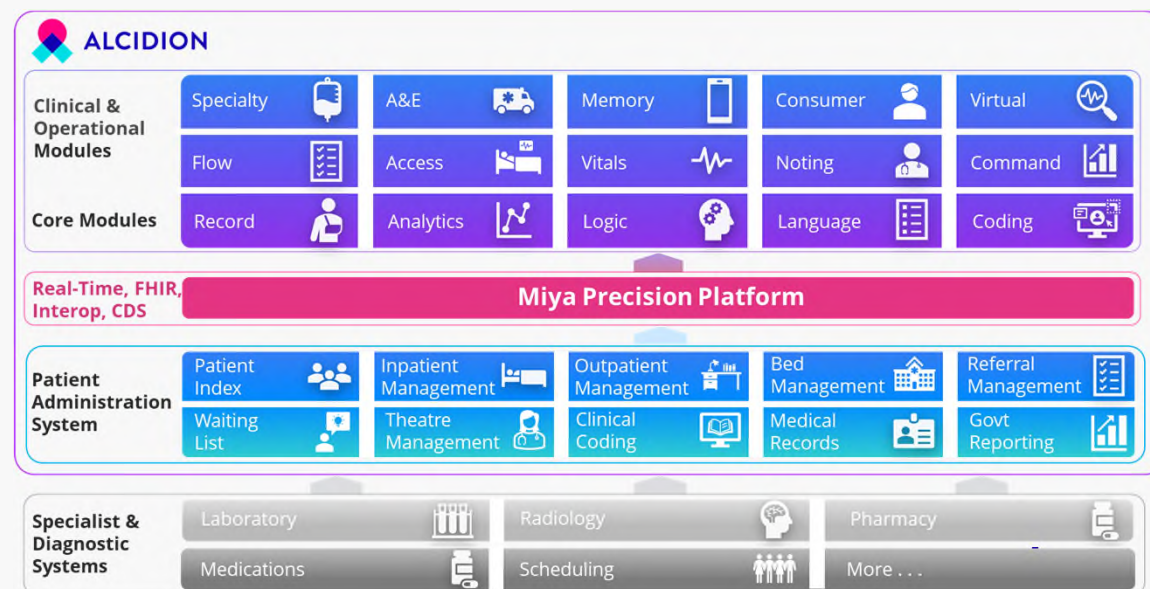 ALCIDION
Clinical &
Operational
Modules
Specialty
A&E
Memory
Consumer
Virtual
Flow
Access
Vitals
Noting
Command
Core Modules
Record
Analytics
Logic
Language
Coding
Real-Time, FHIR,
Interop, CDS
Miya Precision Platform
Patient
Administration
System
Patient
Index
Inpatient
Management
Outpatient
Management
Bed
Management
Referral
Management
Waiting
List
Theatre
Management
Clinical
Coding
Medical
Records
Govt
Reporting
Specialist &
Diagnostic
Systems
Laboratory
Radiology
Pharmacy
Medications
Scheduling
More . . .